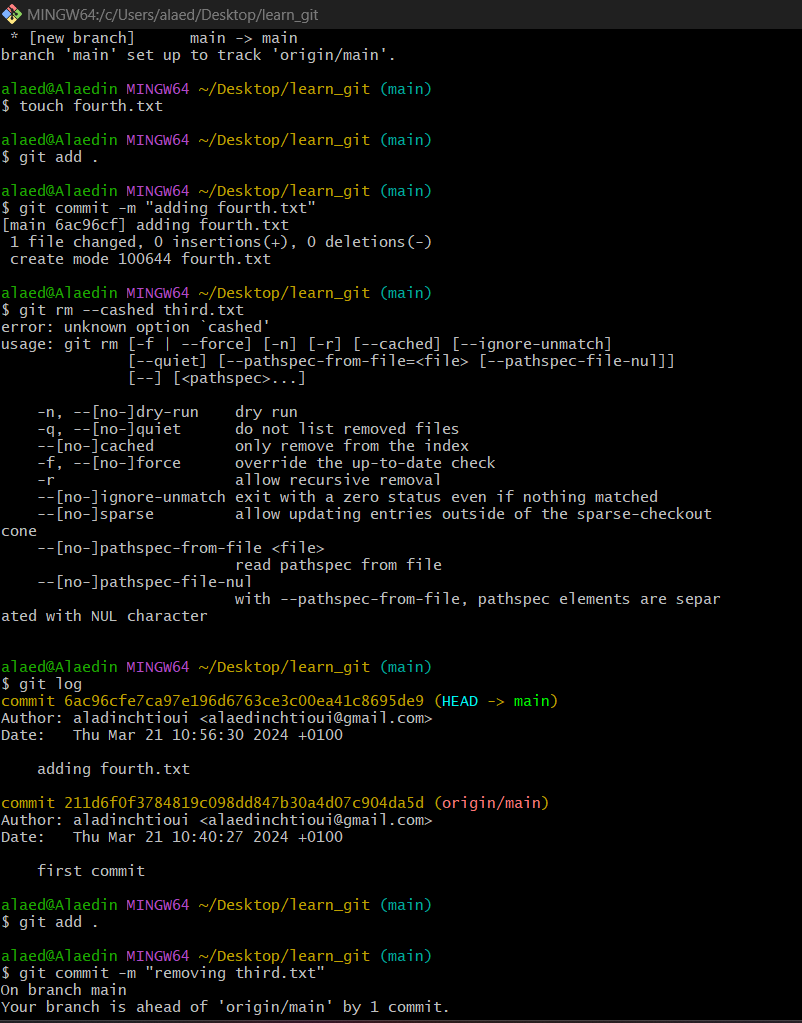 MINGW64:/c/Users/alaed/Desktop/learn_git
 * [new branch]      main -> main
branch 'main' set up to track 'origin/main'.

alaed@Alaedin MINGW64 ~/Desktop/learn_git (main)
$ touch fourth.txt

alaed@Alaedin MINGW64 ~/Desktop/learn_git (main)
$ git add .

alaed@Alaedin MINGW64 ~/Desktop/learn_git (main)
$ git commit -m "adding fourth.txt"
[main 6ac96cf] adding fourth.txt
 1 file changed, 0 insertions(+), 0 deletions(-)
 create mode 100644 fourth.txt

alaed@Alaedin MINGW64 ~/Desktop/learn_git (main)
$ git rm --cashed third.txt
error: unknown option `cashed'
usage: git rm [-f | --force] [-n] [-r] [--cached] [--ignore-unmatch]
              [--quiet] [--pathspec-from-file=<file> [--pathspec-file-nul]]
              [--] [<pathspec>...]

    -n, --[no-]dry-run    dry run
    -q, --[no-]quiet      do not list removed files
    --[no-]cached         only remove from the index
    -f, --[no-]force      override the up-to-date check
    -r                    allow recursive removal
    --[no-]ignore-unmatch exit with a zero status even if nothing matched
    --[no-]sparse         allow updating entries outside of the sparse-checkout
cone
    --[no-]pathspec-from-file <file>
                          read pathspec from file
    --[no-]pathspec-file-nul
                          with --pathspec-from-file, pathspec elements are separ
ated with NUL character

alaed@Alaedin MINGW64 ~/Desktop/learn_git (main)
$ git log
commit 6ac96cfe7ca97e196d6763ce3c00ea41c8695de9 (HEAD -> main)
Author: aladinchtioui <alaedinchtioui@gmail.com>
Date:   Thu Mar 21 10:56:30 2024 +0100

    adding fourth.txt

commit 211d6f0f3784819c098dd847b30a4d07c904da5d (origin/main)
Author: aladinchtioui <alaedinchtioui@gmail.com>
Date:   Thu Mar 21 10:40:27 2024 +0100

    first commit

alaed@Alaedin MINGW64 ~/Desktop/learn_git (main)
$ git add .

alaed@Alaedin MINGW64 ~/Desktop/learn_git (main)
$ git commit -m "removing third.txt"
On branch main
Your branch is ahead of 'origin/main' by 1 commit.